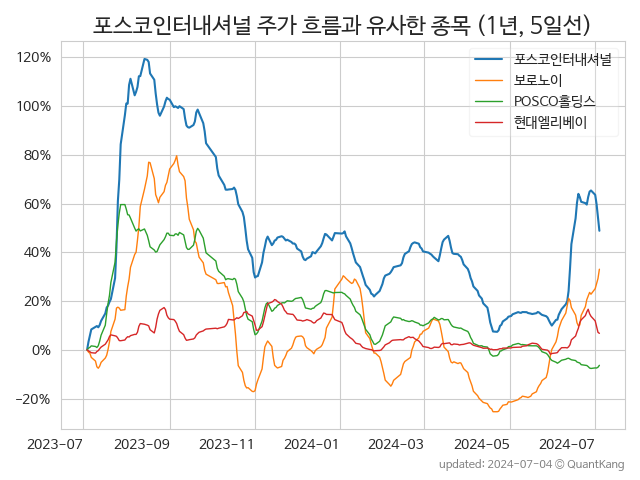 포스코인터내셔널 주가 흐름과 유사한 종목 (1년, 5일선)
포스코인터내셔널
보로노이
POSCO홀딩스
현대엘리베이
120%
100%
80%
60%
40%
20%
0%
−20%
2023-07 2023-09 2023-11 2024-01 2024-03 2024-05 2024-07
updated: 2024-07-04 © QuantKang